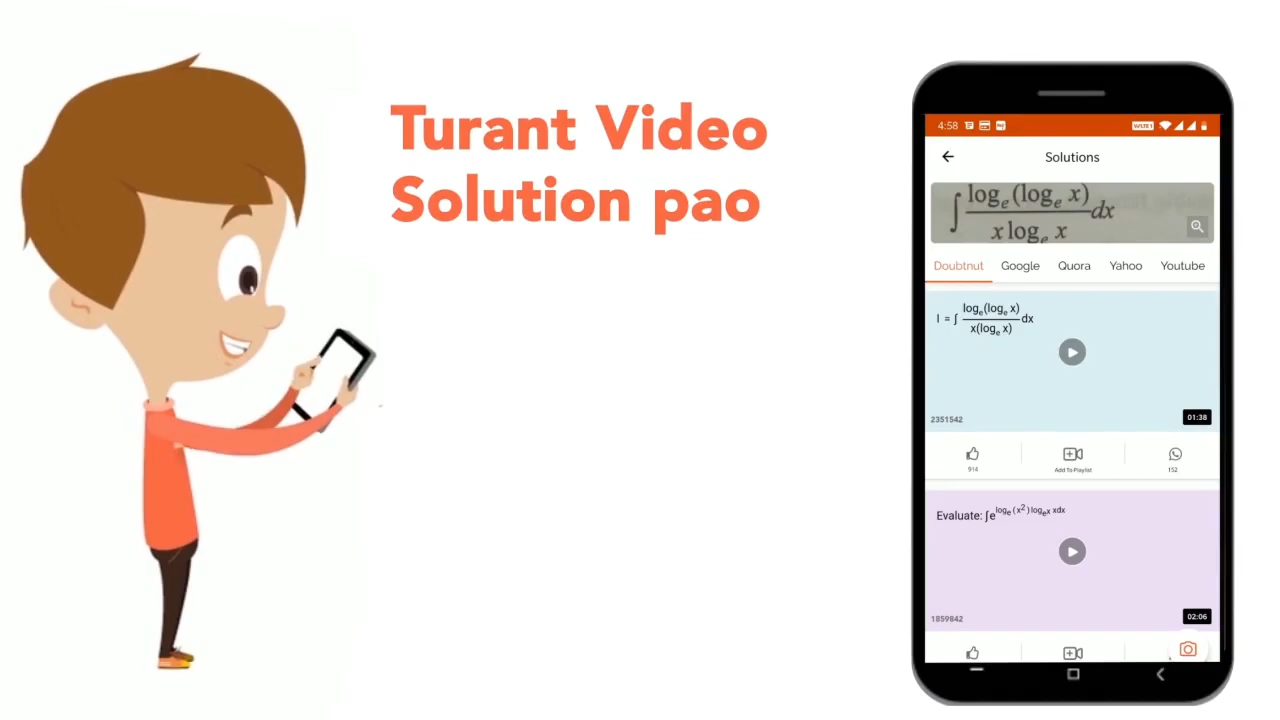 Turant Video
Solution pao
4:58
Solutions
∫ logₑ(logₑ x) / x logₑ x dx
Doubtnut Google Quora Yahoo Youtube
I = ∫ logₑ(logₑ x) / x(logₑ x) dx
2351542 01:38
914 Add To Playlist 152
Evaluate: ∫e^logₑ(x²)logₑx xdx
1859842 02:06